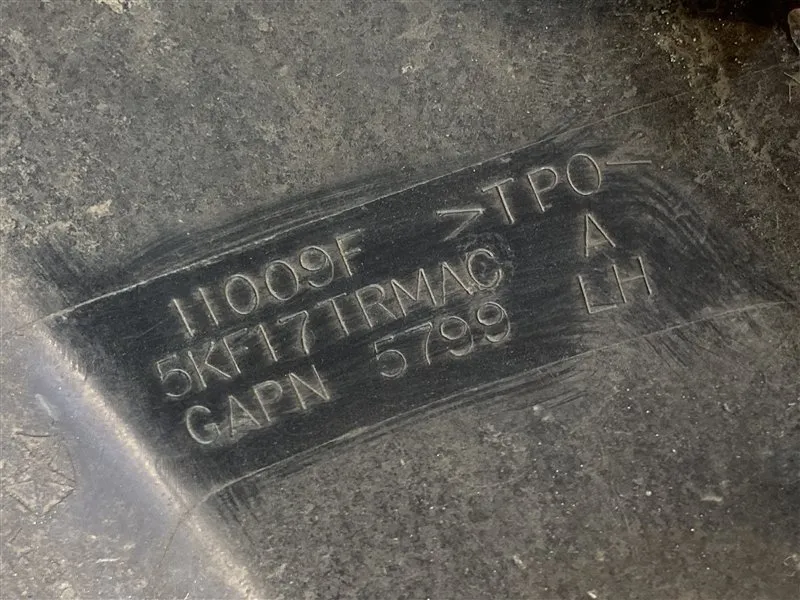 11009F >TPO-
5KF17TRMAC A
GAPN 5799 LH